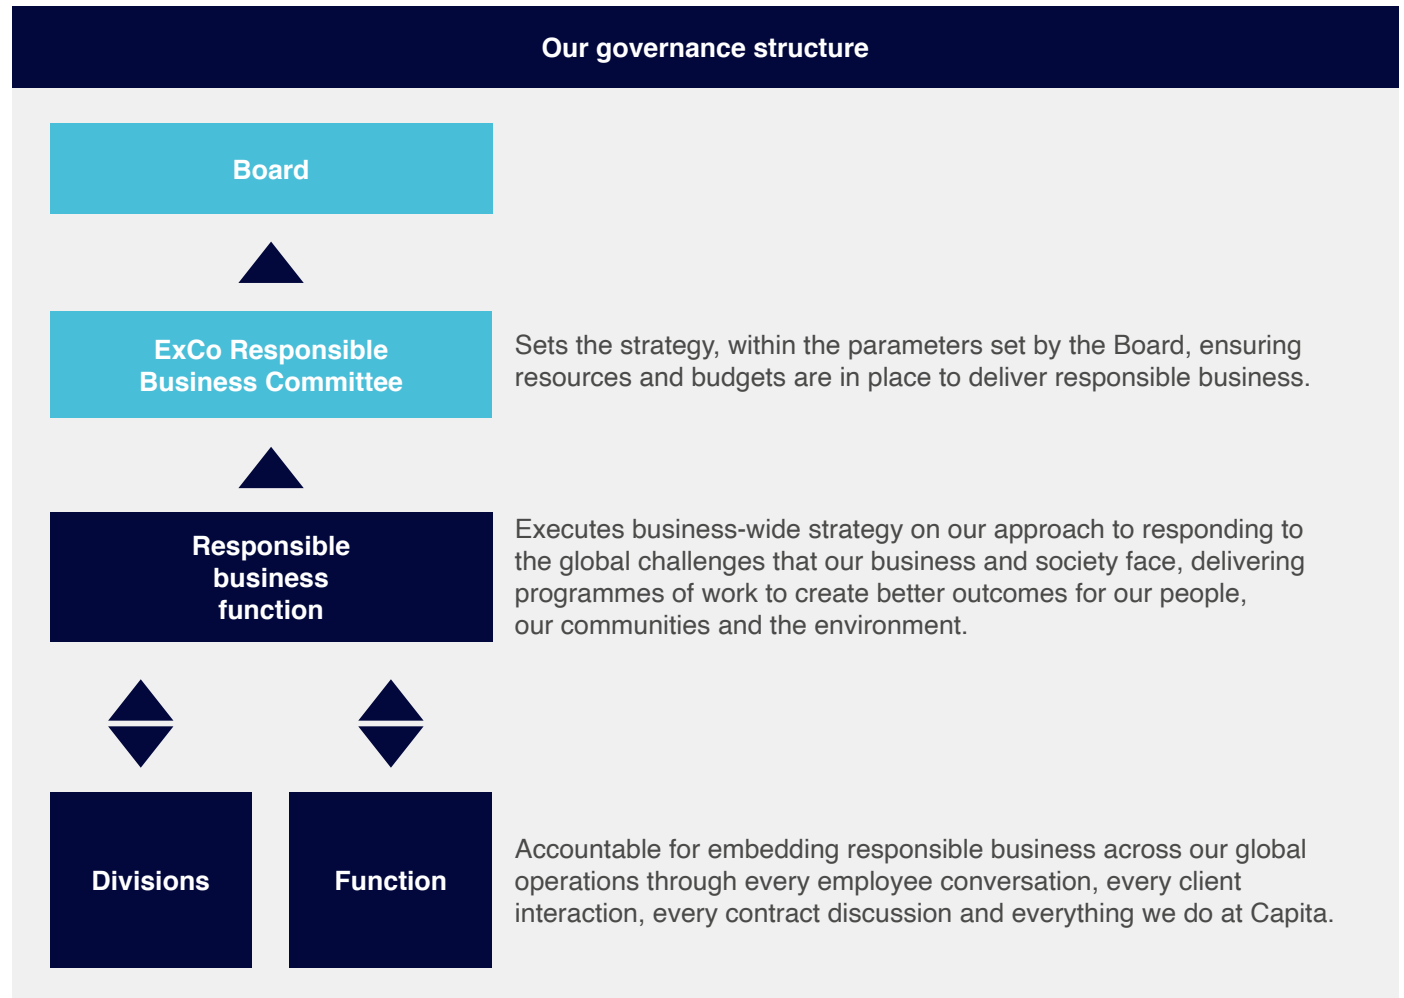 Our governance structure
Board
ExCo Responsible
Business Committee
Sets the strategy, within the parameters set by the Board, ensuring
resources and budgets are in place to deliver responsible business.
Responsible
business
function
Executes business-wide strategy on our approach to responding to
the global challenges that our business and society face, delivering
programmes of work to create better outcomes for our people,
our communities and the environment.
Divisions
Function
Accountable for embedding responsible business across our global
operations through every employee conversation, every client
interaction, every contract discussion and everything we do at Capita.